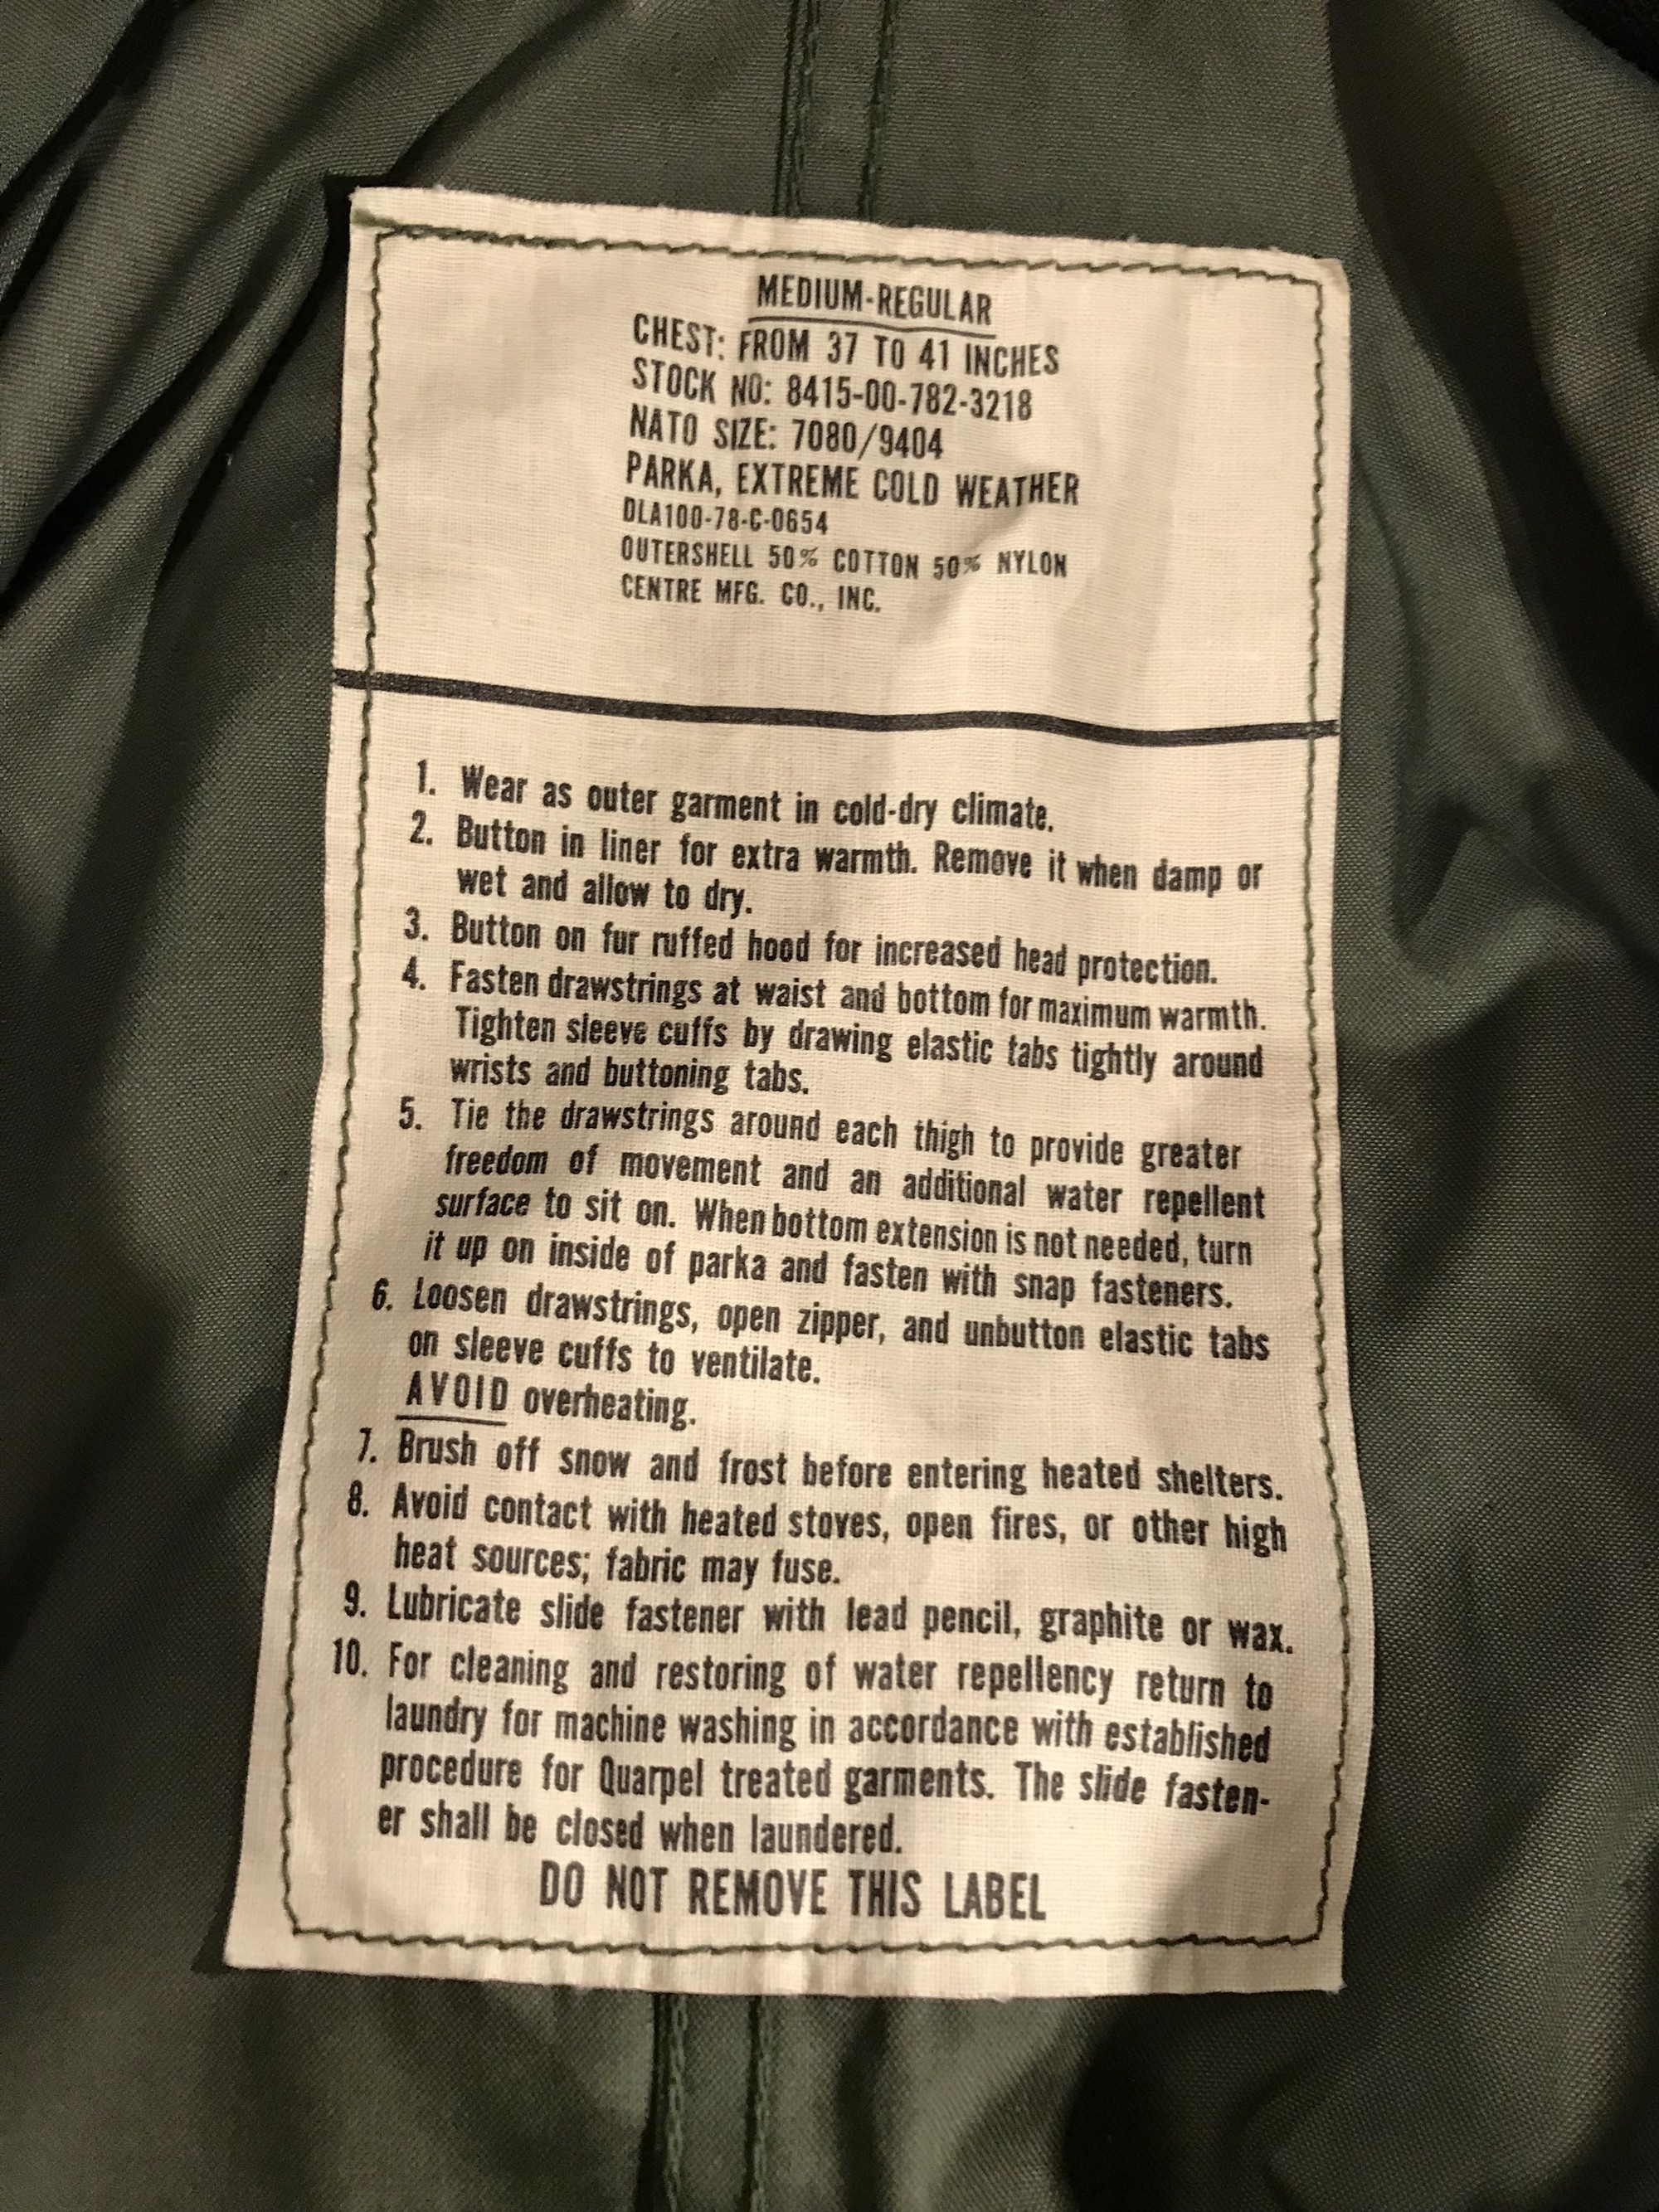 MEDIUM-REGULAR
CHEST: FROM 37 TO 41 INCHES
STOCK NO: 8415-00-782-3218
NATO SIZE: 7080/9404
PARKA, EXTREME COLD WEATHER
DLA100-78-C-0654
OUTERSHELL 50% COTTON 50% NYLON
CENTRE MFG. CO., INC.
1. Wear as outer garment in cold-dry climate.
2. Button in liner for extra warmth. Remove it when damp or
wet and allow to dry.
3. Button on fur ruffed hood for increased head protection.
4. Fasten drawstrings at waist and bottom for maximum warmth.
Tighten sleeve cuffs by drawing elastic tabs tightly around
wrists and buttoning tabs.
5. Tie the drawstrings around each thigh to provide greater
freedom of movement and an additional water repellent
surface to sit on. When bottom extension is not needed, turn
it up on inside of parka and fasten with snap fasteners.
6. Loosen drawstrings, open zipper, and unbutton elastic tabs
on sleeve cuffs to ventilate.
AVOID overheating.
7. Brush off snow and frost before entering heated shelters.
8. Avoid contact with heated stoves, open fires, or other high
heat sources; fabric may fuse.
9. Lubricate slide fastener with lead pencil, graphite or wax.
10. For cleaning and restoring of water repellency return to
laundry for machine washing in accordance with established
procedure for Quarpel treated garments. The slide fasten-
er shall be closed when laundered.
DO NOT REMOVE THIS LABEL